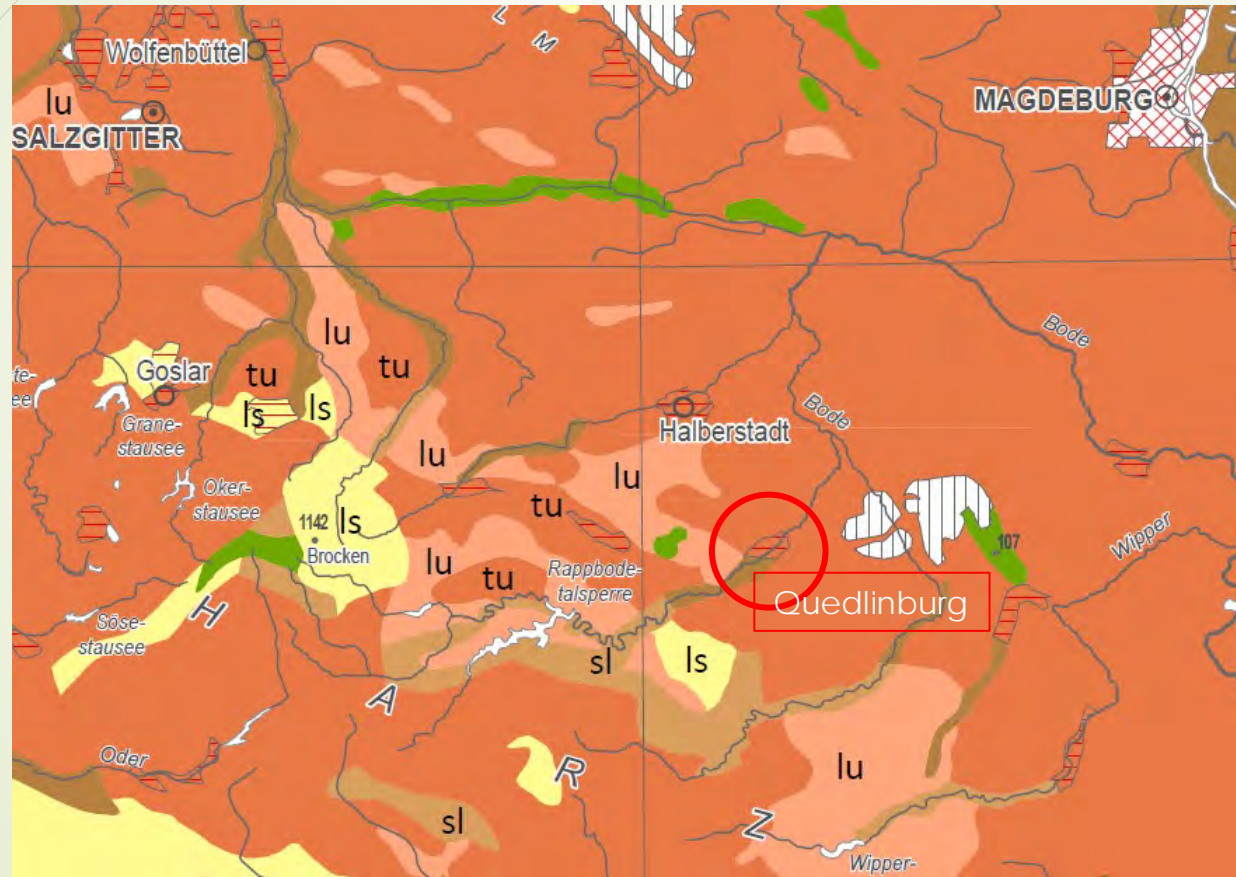 L
M
Wolfenbüttel
lu
SALZGITTER
MAGDEBURG
lu
tu
Bode
te-
ee
Goslar
tu
ls
ls
Grane-
stausee
Halberstadt
Bode
lu
lu
Oker-
stausee
tu
1142
ls
Brocken
107
Wipper
lu
tu
Rappbode-
talsperre
Quedlinburg
H
Söse-
stausee
sl
ls
A
Oder
R
lu
sl
Z
Wipper-